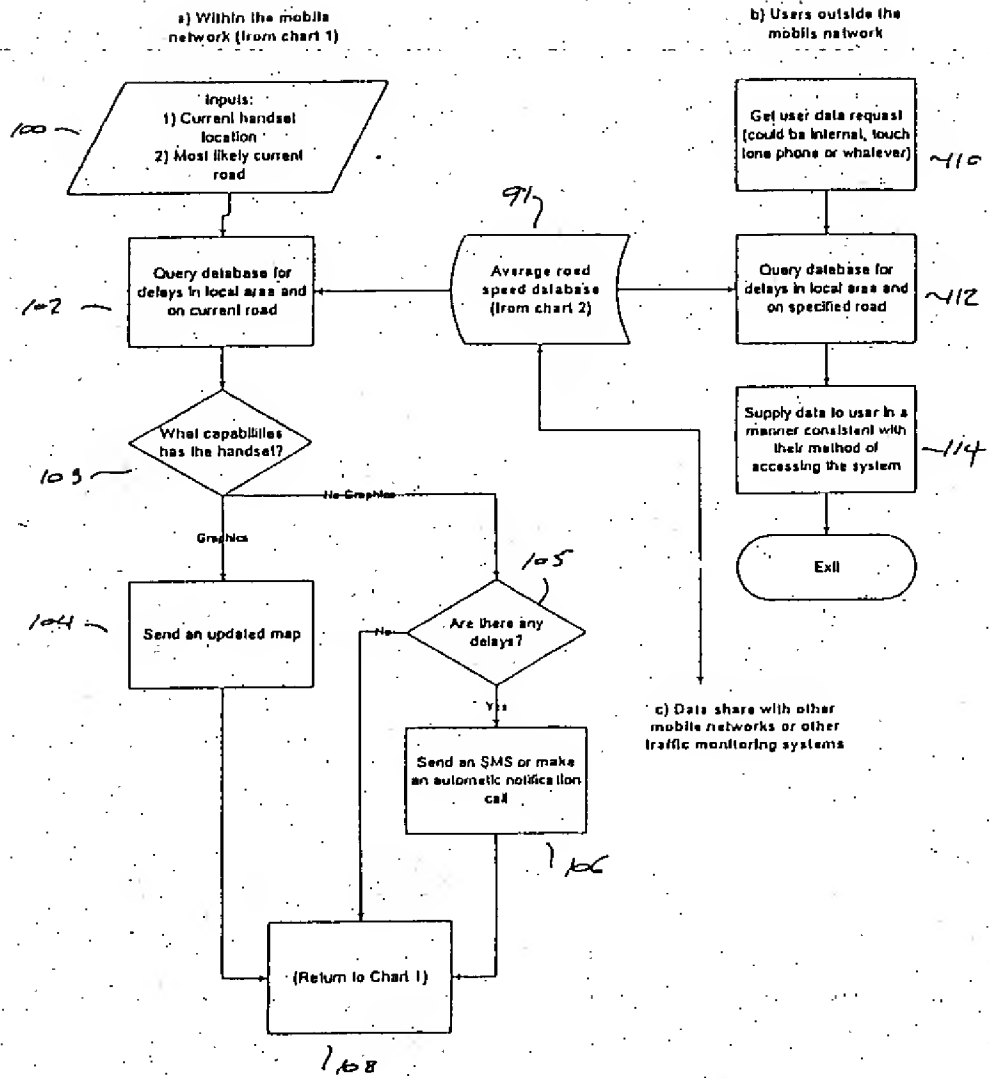 a) Within the mobile
network (from chart 1)
b) Users outside the
mobile network
Inputs:
1) Current handset
location
2) Most likely current
road
100
Get user data request
(could be internal, touch
tone phone or whatever)
110
91
Query database for
delays in local area and
on current road
102
Average road
speed database
(from chart 2)
Query database for
delays in local area and
on specified road
112
What capabilities
has the handset?
103
Supply data to user in a
manner consistent with
their method of
accessing the system
114
No Graphics
Graphics
Exit
105
Send an updated map
104
Are there any
delays?
No
Yes
c) Data share with other
mobile networks or other
traffic monitoring systems
Send an SMS or make
an automatic notification
call
106
(Return to Chart 1)
108